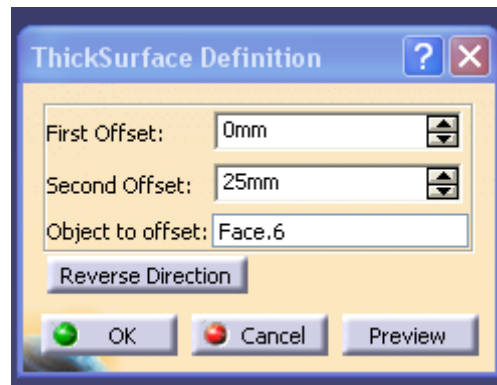 ThickSurface Definition ?
First Offset: 0mm
Second Offset: 25mm
Object to offset: Face.6
Reverse Direction
OK Cancel Preview